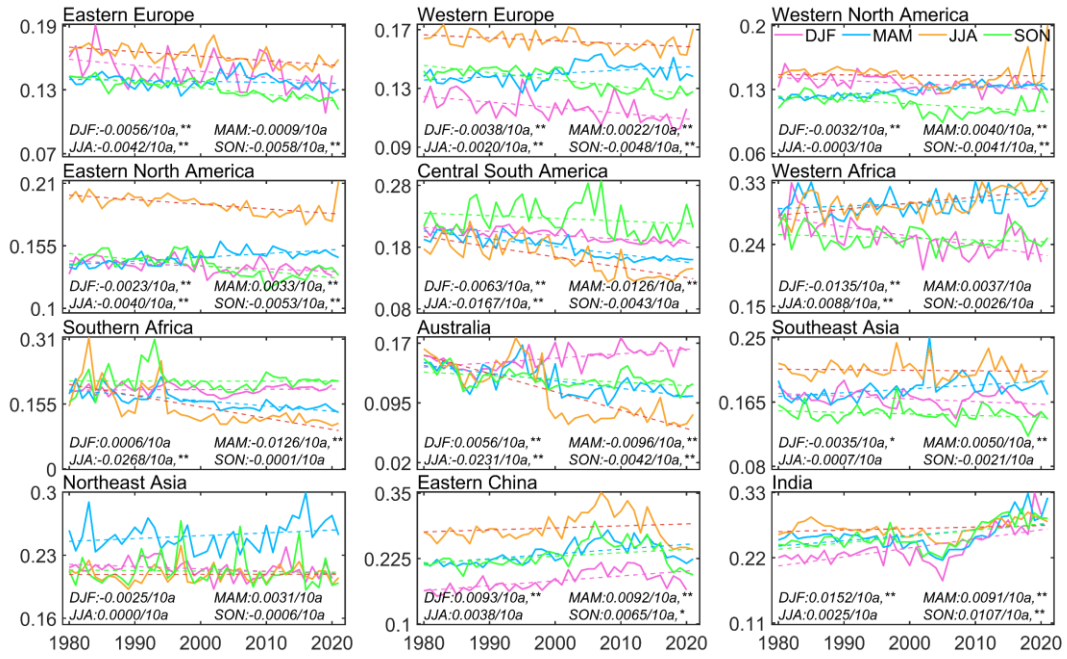 Eastern Europe
0.19
0.13
0.07
DJF:-0.0056/10a,** MAM:-0.0009/10a
JJA:-0.0042/10a,** SON:-0.0058/10a,**
Western Europe
0.17
0.13
0.09
DJF:-0.0038/10a,** MAM:0.0022/10a,**
JJA:-0.0020/10a,** SON:-0.0048/10a,**
Western North America
0.2
0.13
0.06
DJF MAM JJA SON
DJF:-0.0032/10a,** MAM:0.0040/10a,**
JJA:-0.0003/10a SON:-0.0041/10a,**
Eastern North America
0.21
0.155
0.1
DJF:-0.0023/10a,** MAM:0.0033/10a,**
JJA:-0.0040/10a,** SON:-0.0053/10a,**
Central South America
0.28
0.18
0.08
DJF:-0.0063/10a,** MAM:-0.0126/10a,**
JJA:-0.0167/10a,** SON:-0.0043/10a
Western Africa
0.33
0.24
0.15
DJF:-0.0135/10a,** MAM:0.0037/10a
JJA:0.0088/10a,** SON:-0.0026/10a
Southern Africa
0.31
0.155
0
DJF:0.0006/10a MAM:-0.0126/10a,**
JJA:-0.0268/10a,** SON:-0.0001/10a
Australia
0.17
0.095
0.02
DJF:0.0056/10a,** MAM:-0.0096/10a,**
JJA:-0.0231/10a,** SON:-0.0042/10a,**
Southeast Asia
0.25
0.165
0.08
DJF:-0.0035/10a,* MAM:0.0050/10a,**
JJA:-0.0007/10a SON:-0.0021/10a
Northeast Asia
0.3
0.23
0.16
DJF:-0.0025/10a MAM:0.0031/10a
JJA:0.0000/10a SON:-0.0006/10a
1980 1990 2000 2010 2020
Eastern China
0.35
0.225
0.1
DJF:0.0093/10a,** MAM:0.0092/10a,**
JJA:0.0038/10a SON:0.0065/10a,*
1980 1990 2000 2010 2020
India
0.33
0.22
0.11
DJF:0.0152/10a,** MAM:0.0091/10a,**
JJA:0.0025/10a SON:0.0107/10a,**
1980 1990 2000 2010 2020